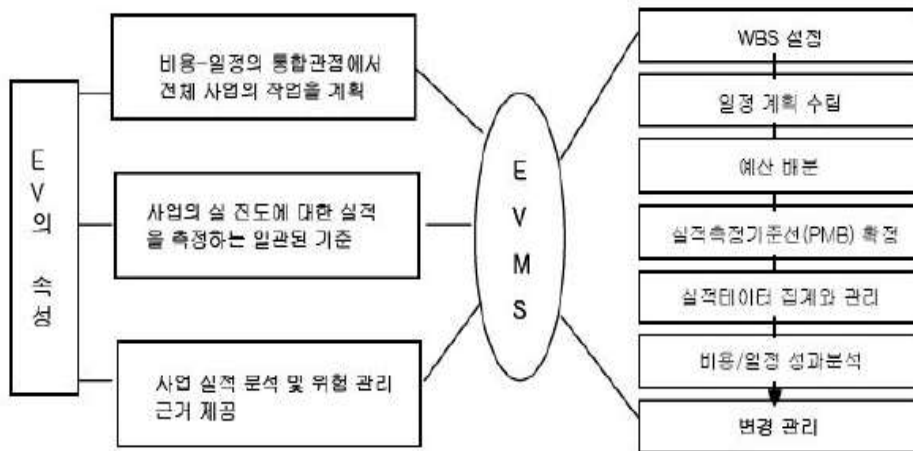 EV의 속성
비용-일정의 통합관점에서
전체 사업의 작업을 계획
사업의 실 진도에 대한 실적
을 측정하는 일관된 기준
사업 실적 분석 및 위험 관리
근거 제공
EVMS
WBS 설정
일정 계획 수립
예산 배분
실적측정기준선(PMB) 확정
실적데이터 집계와 관리
비용/일정 성과분석
변경 관리